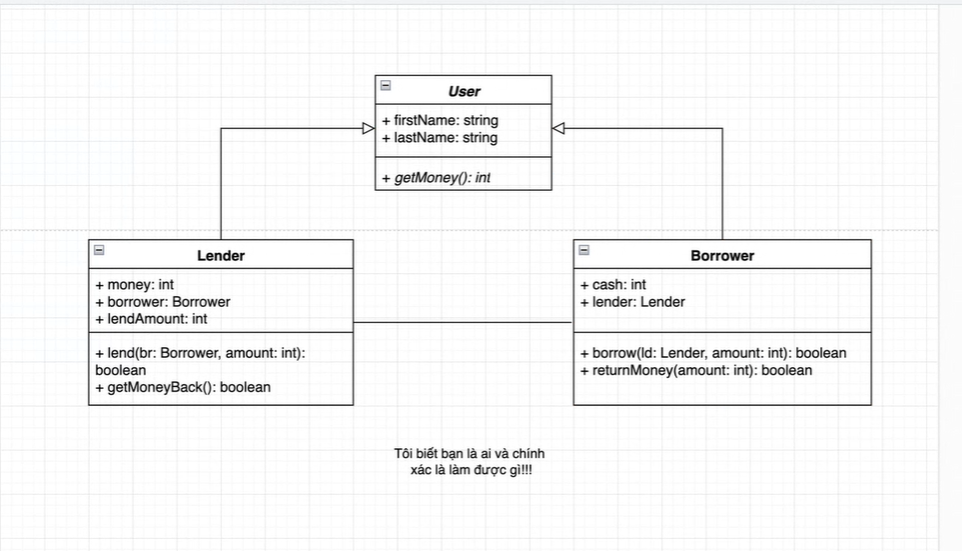 User
+ firstName: string
+ lastName: string
+ getMoney(): int
Lender
+ money: int
+ borrower: Borrower
+ lendAmount: int
+ lend(br: Borrower, amount: int):
boolean
+ getMoneyBack(): boolean
Borrower
+ cash: int
+ lender: Lender
+ borrow(ld: Lender, amount: int): boolean
+ returnMoney(amount: int): boolean
Tôi biết bạn là ai và chính
xác là làm được gì!!!